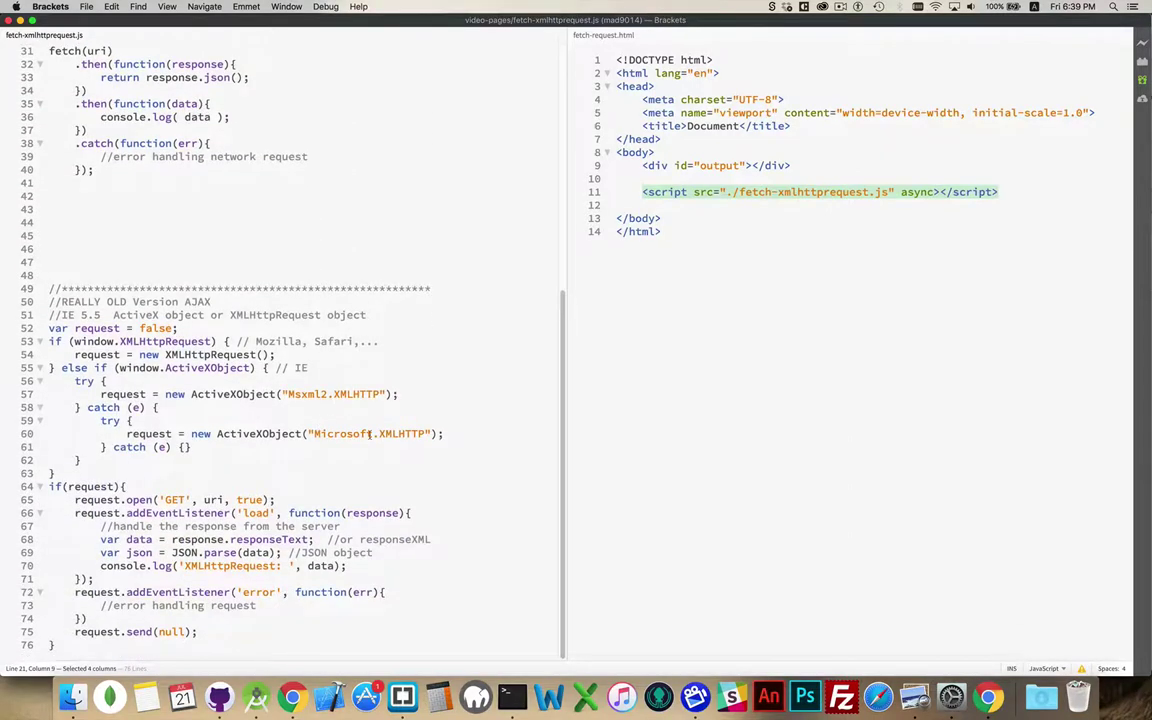 Brackets File Edit Find View Navigate Emmet Window Debug Help 100% Fri 6:39 PM
video-pages/fetch-xmlhttprequest.js (mad9014) — Brackets
fetch-xmlhttprequest.js
31 fetch(uri)
32 .then(function(response){
33 return response.json();
34 })
35 .then(function(data){
36 console.log( data );
37 })
38 .catch(function(err){
39 //error handling network request
40 });
41
42
43
44
45
46
47
48
49 //*********************************************************
50 //REALLY OLD Version AJAX
51 //IE 5.5 ActiveX object or XMLHttpRequest object
52 var request = false;
53 if (window.XMLHttpRequest) { // Mozilla, Safari,...
54 request = new XMLHttpRequest();
55 } else if (window.ActiveXObject) { // IE
56 try {
57 request = new ActiveXObject("Msxml2.XMLHTTP");
58 } catch (e) {
59 try {
60 request = new ActiveXObject("Microsoft.XMLHTTP");
61 } catch (e) {}
62 }
63 }
64 if(request){
65 request.open('GET', uri, true);
66 request.addEventListener('load', function(response){
67 //handle the response from the server
68 var data = response.responseText; //or responseXML
69 var json = JSON.parse(data); //JSON object
70 console.log('XMLHttpRequest: ', data);
71 });
72 request.addEventListener('error', function(err){
73 //error handling request
74 })
75 request.send(null);
76 }
fetch-request.html
1 <!DOCTYPE html>
2 <html lang="en">
3 <head>
4 <meta charset="UTF-8">
5 <meta name="viewport" content="width=device-width, initial-scale=1.0">
6 <title>Document</title>
7 </head>
8 <body>
9 <div id="output"></div>
10
11 <script src="./fetch-xmlhttprequest.js" async></script>
12
13 </body>
14 </html>
Line 21, Column 9 — Selected 4 columns — 76 Lines
INS JavaScript Spaces: 4
JUL
21
1
An
Ps
Fz